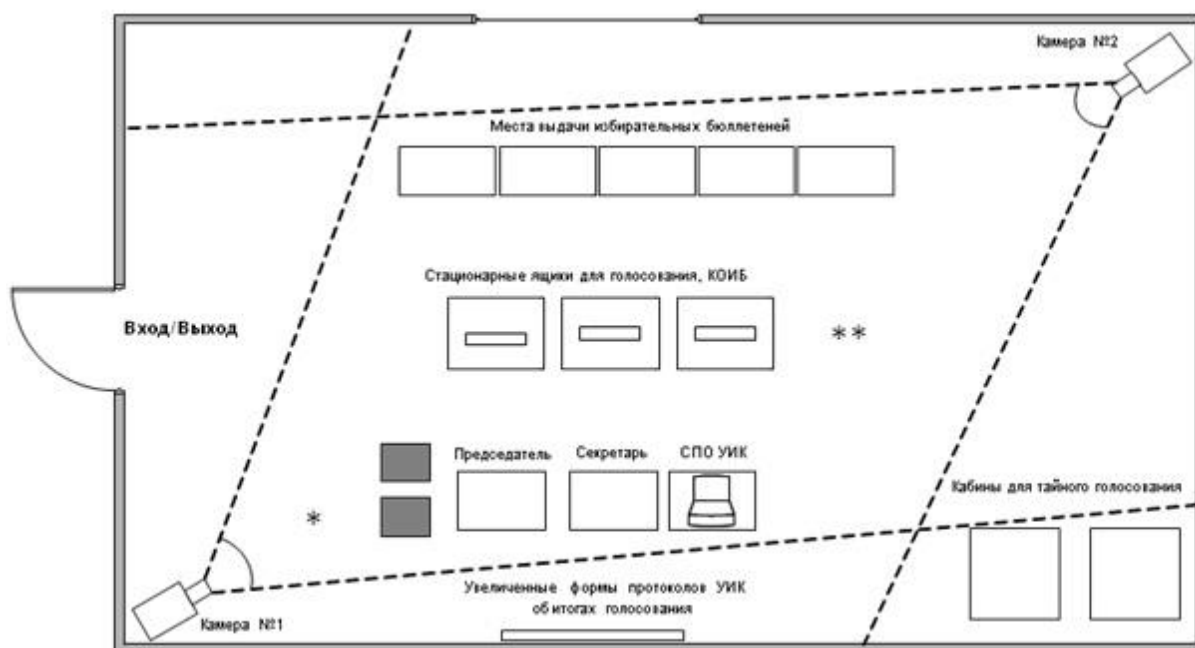 Камера №2
Места выдачи избирательных бюллетеней
Стационарные ящики для голосования, КОИБ
Вход/Выход
**
Председатель
Секретарь
СПО УИК
Кабины для тайного голосования
*
Увеличенные формы протоколов УИК
об итогах голосования
Камера №1